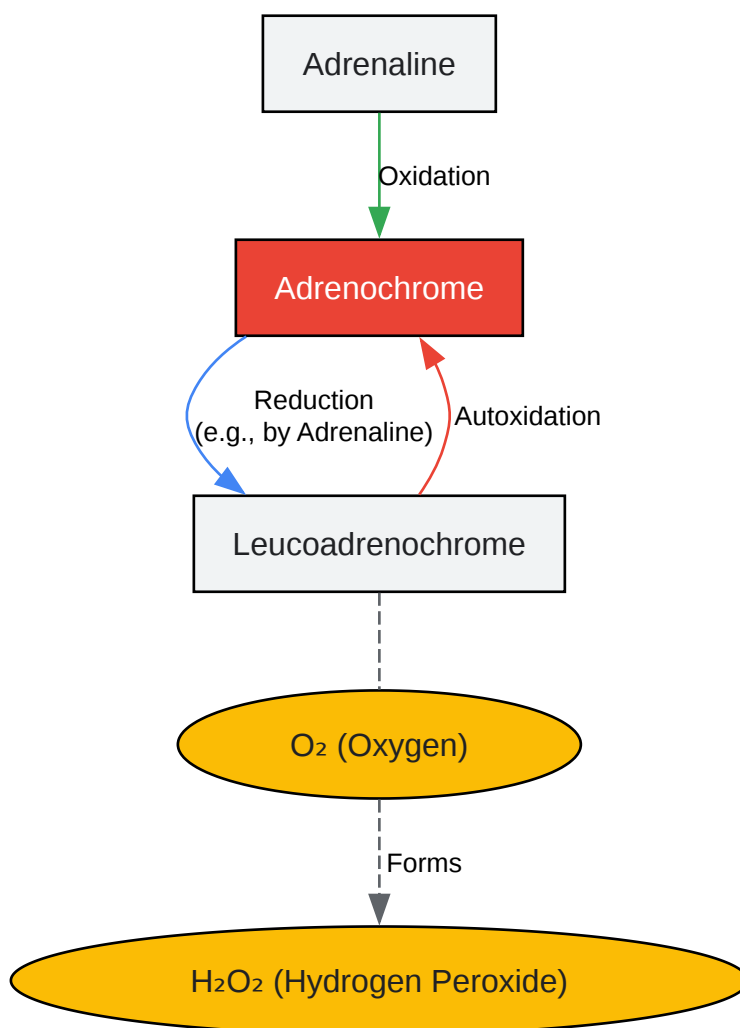 Adrenaline
Oxidation
Adrenochrome
Reduction
(e.g., by Adrenaline)
Autoxidation
Leucoadrenochrome
O₂ (Oxygen)
Forms
H₂O₂ (Hydrogen Peroxide)